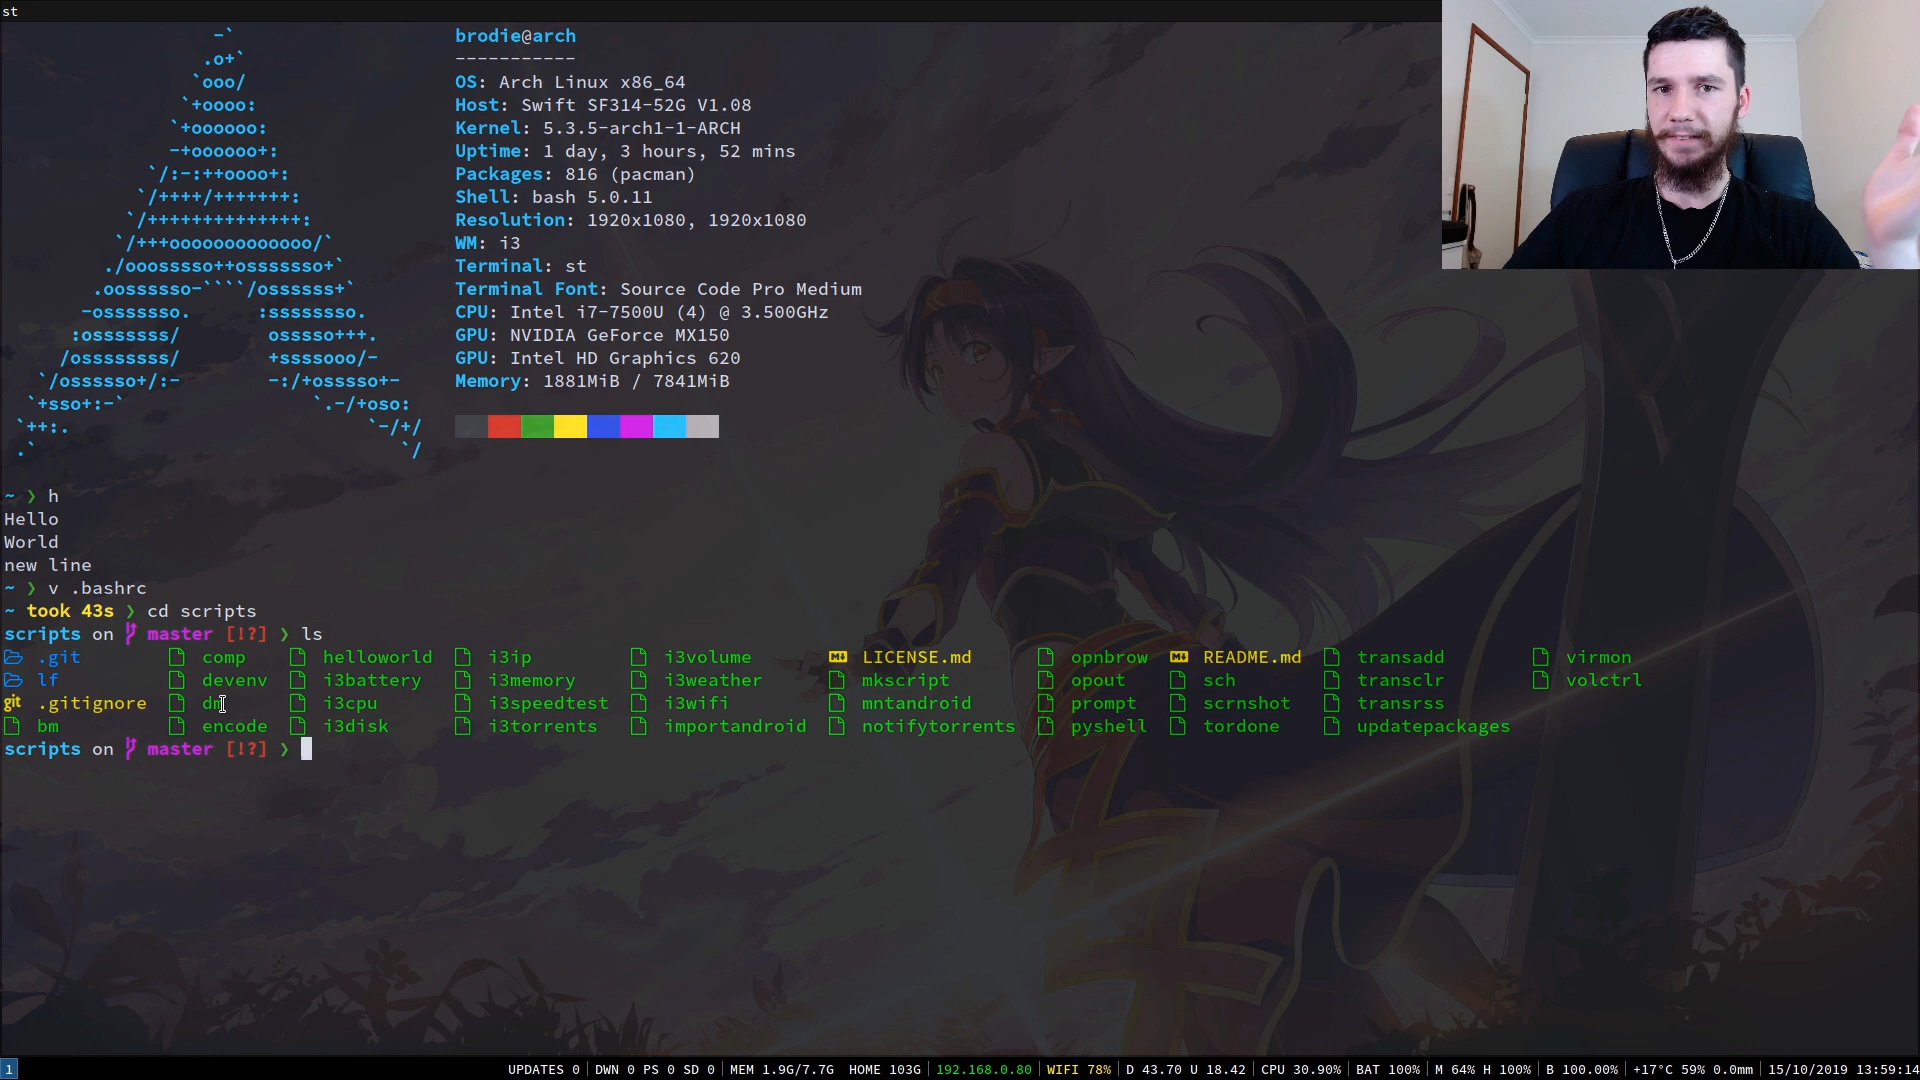 st
brodie@arch
-----------
OS: Arch Linux x86_64
Host: Swift SF314-52G V1.08
Kernel: 5.3.5-arch1-1-ARCH
Uptime: 1 day, 3 hours, 52 mins
Packages: 816 (pacman)
Shell: bash 5.0.11
Resolution: 1920x1080, 1920x1080
WM: i3
Terminal: st
Terminal Font: Source Code Pro Medium
CPU: Intel i7-7500U (4) @ 3.500GHz
GPU: NVIDIA GeForce MX150
GPU: Intel HD Graphics 620
Memory: 1881MiB / 7841MiB
~ ❯ h
Hello
World
new line
~ ❯ v .bashrc
~ took 43s ❯ cd scripts
scripts on master [!?] ❯ ls
.git comp helloworld i3ip i3volume LICENSE.md opnbrow README.md transadd virmon
lf devenv i3battery i3memory i3weather mkscript opout sch transclr volctrl
.gitignore i3cpu i3speedtest i3wifi mntandroid prompt scrnshot transrss
bm encode i3disk i3torrents importandroid notifytorrents pyshell tordone updatepackages
scripts on master [!?] ❯
1 UPDATES 0 | DWN 0 PS 0 SD 0 | MEM 1.9G/7.7G HOME 103G | 192.168.0.80 | WIFI 78% | D 43.70 U 18.42 | CPU 30.90% | BAT 100% | M 64% H 100% | B 100.00% | +17°C 59% 0.0mm | 15/10/2019 13:59:14